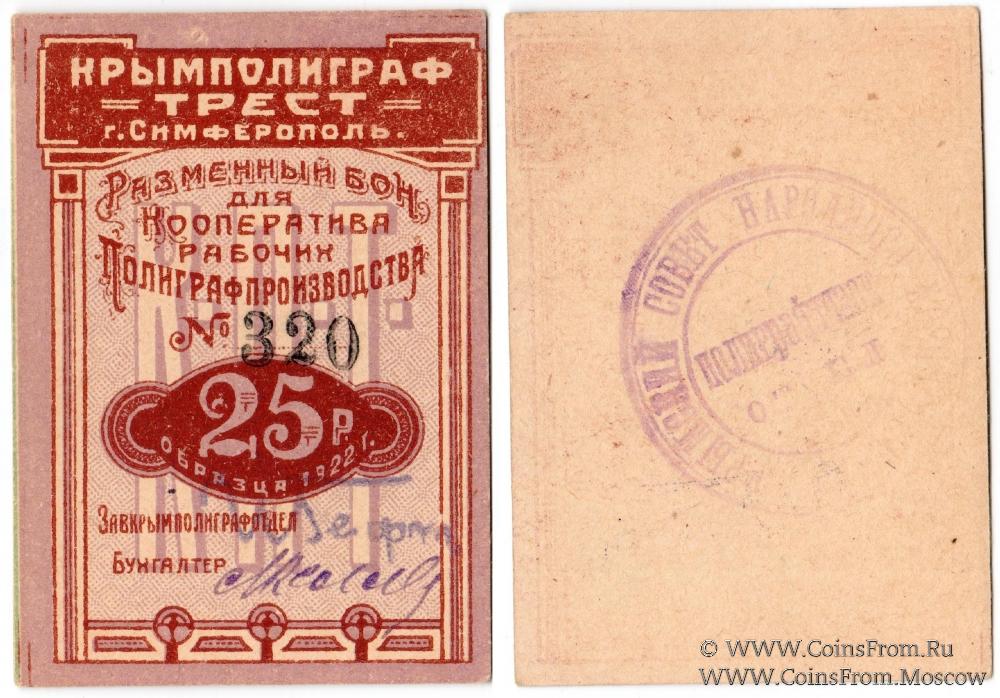 КРЫМПОЛИГРАФ
ТРЕСТ
г. СИМФЕРОПОЛЬ.
РАЗМЕННЫЙ БОН
ДЛЯ
КООПЕРАТИВА
РАБОЧИХ
ПОЛИГРАФПРОИЗВОДСТВА
№ 320
25 Р.
ОБРАЗЦА 1922 г.
ЗАВКРЫМПОЛИГРАФОТДЕЛ
БУХГАЛТЕР
СОВЕТ
© WWW.CoinsFrom.Ru
WWW.CoinsFrom.Moscow